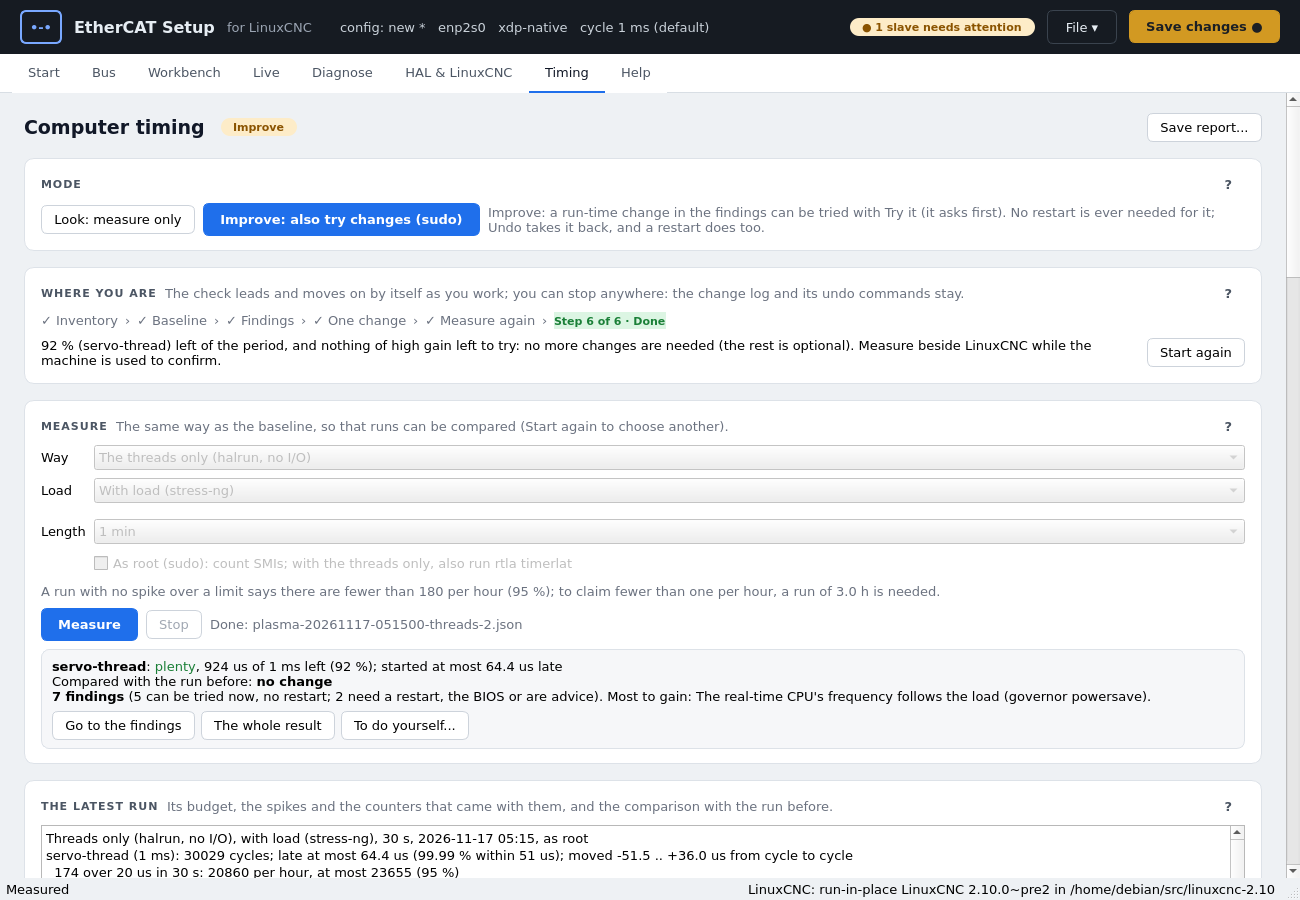 EtherCAT Setup for LinuxCNC config: new * enp2s0 xdp-native cycle 1 ms (default) ● 1 slave needs attention File ▾ Save changes ●
Start Bus Workbench Live Diagnose HAL & LinuxCNC Timing Help
Computer timing Improve Save report...
MODE ?
Look: measure only Improve: also try changes (sudo) Improve: a run-time change in the findings can be tried with Try it (it asks first). No restart is ever needed for it;
Undo takes it back, and a restart does too.
WHERE YOU ARE The check leads and moves on by itself as you work; you can stop anywhere: the change log and its undo commands stay. ?
✓ Inventory › ✓ Baseline › ✓ Findings › ✓ One change › ✓ Measure again › Step 6 of 6 · Done
92 % (servo-thread) left of the period, and nothing of high gain left to try: no more changes are needed (the rest is optional). Measure beside LinuxCNC while the
machine is used to confirm.
Start again
MEASURE The same way as the baseline, so that runs can be compared (Start again to choose another). ?
Way The threads only (halrun, no I/O)
Load With load (stress-ng)
Length 1 min
As root (sudo): count SMIs; with the threads only, also run rtla timerlat
A run with no spike over a limit says there are fewer than 180 per hour (95 %); to claim fewer than one per hour, a run of 3.0 h is needed.
Measure Stop Done: plasma-20261117-051500-threads-2.json
servo-thread: plenty, 924 us of 1 ms left (92 %); started at most 64.4 us late
Compared with the run before: no change
7 findings (5 can be tried now, no restart; 2 need a restart, the BIOS or are advice). Most to gain: The real-time CPU's frequency follows the load (governor powersave).
Go to the findings The whole result To do yourself...
THE LATEST RUN Its budget, the spikes and the counters that came with them, and the comparison with the run before. ?
Threads only (halrun, no I/O), with load (stress-ng), 30 s, 2026-11-17 05:15, as root
servo-thread (1 ms): 30029 cycles; late at most 64.4 us (99.99 % within 51 us); moved -51.5 .. +36.0 us from cycle to cycle
174 over 20 us in 30 s: 20860 per hour, at most 23655 (95 %)
Measured LinuxCNC: run-in-place LinuxCNC 2.10.0~pre2 in /home/debian/src/linuxcnc-2.10